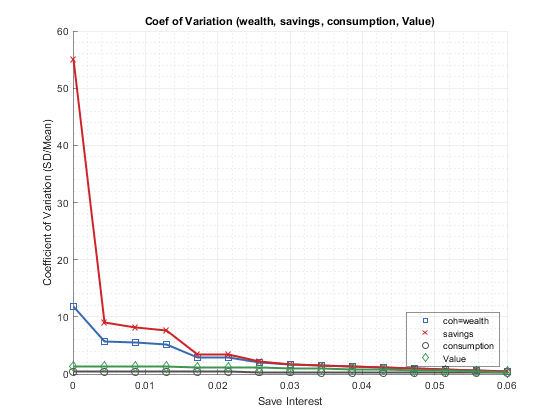 Coef of Variation (wealth, savings, consumption, Value)
Coefficient of Variation (SD/Mean)
60
50
40
30
20
10
0
coh=wealth
savings
consumption
Value
0
0.01
0.02
0.03
0.04
0.05
0.06
Save Interest